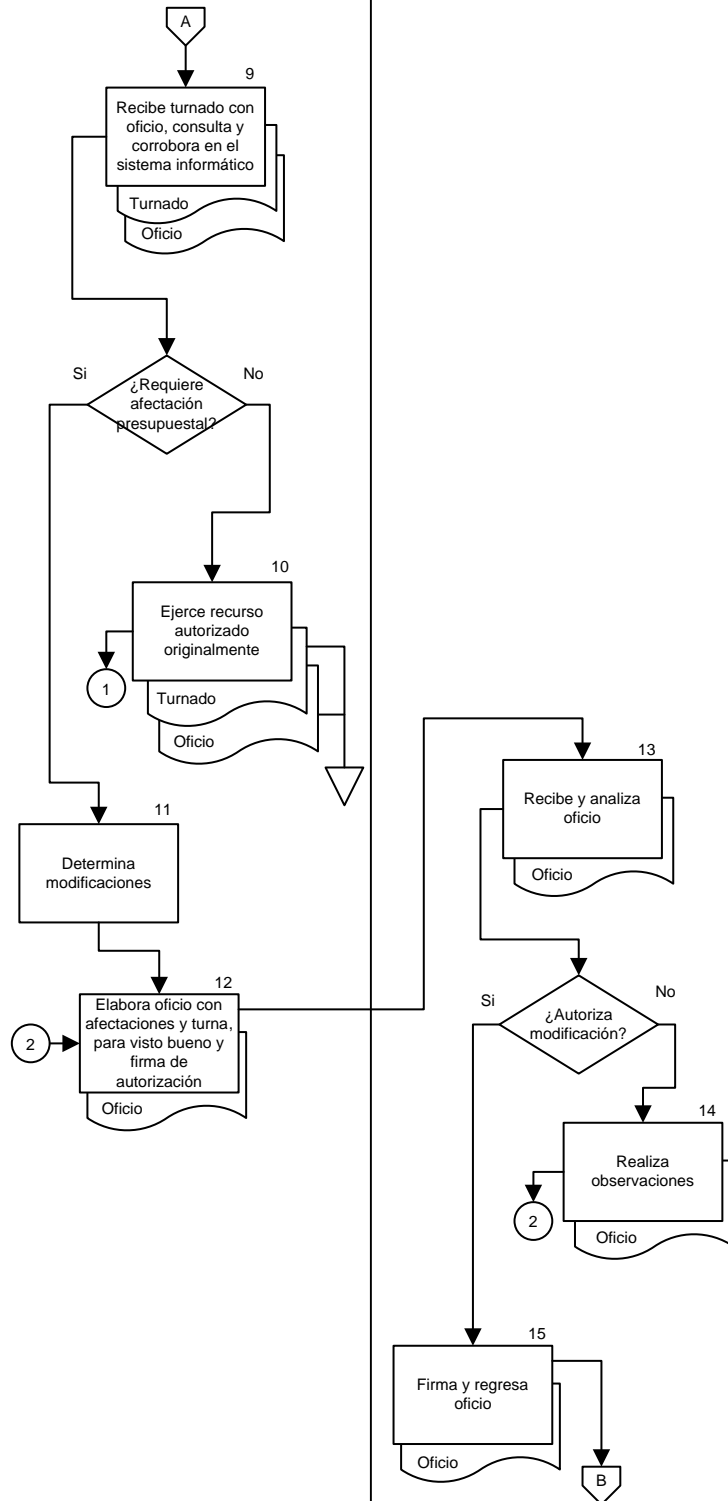 A
9
Recibe turnado con
oficio, consulta y
corrobora en el
sistema informático
Turnado
Oficio
Si
No
¿Requiere
afectación
presupuestal?
10
Ejerce recurso
autorizado
originalmente
1
Turnado
Oficio
11
Determina
modificaciones
12
Elabora oficio con
afectaciones y turna,
para visto bueno y
firma de
autorización
2
Oficio
13
Recibe y analiza
oficio
Oficio
Si
No
¿Autoriza
modificación?
14
Realiza
observaciones
2
Oficio
15
Firma y regresa
oficio
Oficio
B